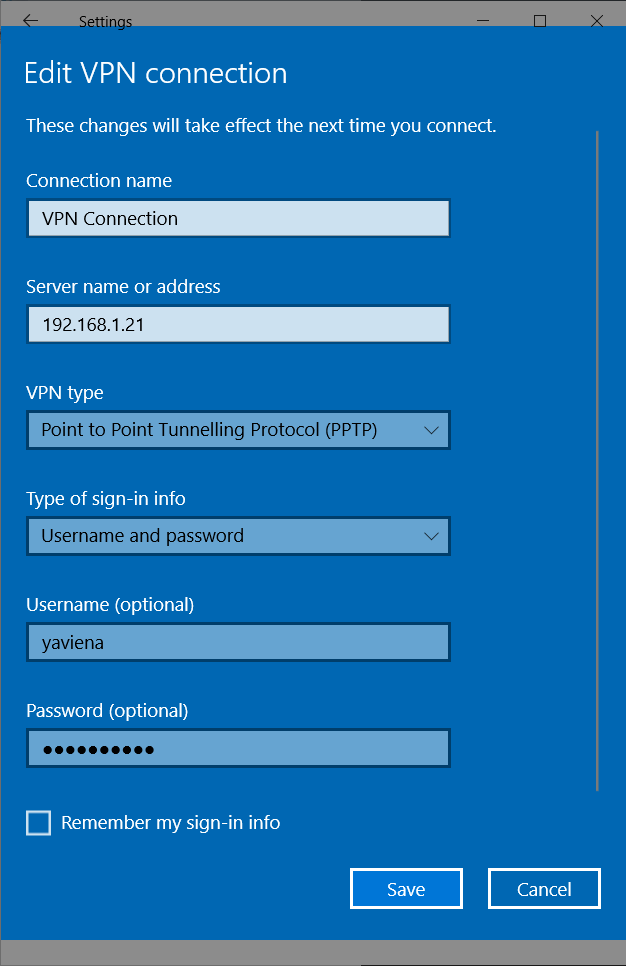 Settings
Edit VPN connection
These changes will take effect the next time you connect.
Connection name
VPN Connection
Server name or address
192.168.1.21
VPN type
Point to Point Tunnelling Protocol (PPTP)
Type of sign-in info
Username and password
Username (optional)
yaviena
Password (optional)
●●●●●●●●●●
Remember my sign-in info
Save Cancel